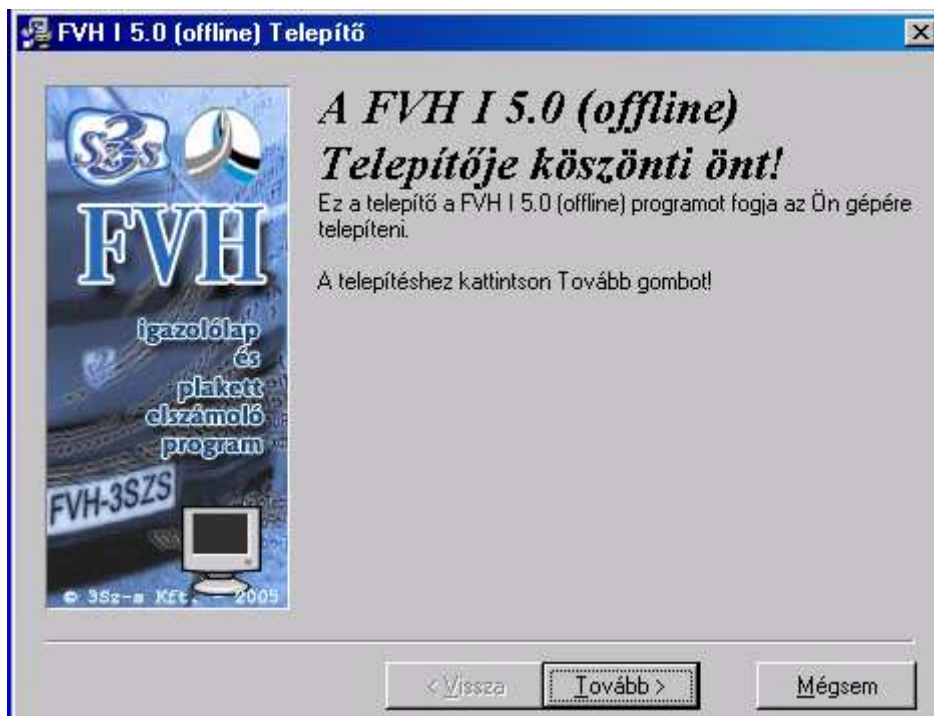 FVH I 5.0 (offline) Telepítő
3
Sz-s
FVH
igazolólap
és
plakett
elszámoló
program
FVH-3SZS
© 3Sz-s Kft. - 2005
A FVH I 5.0 (offline)
Telepítője köszönti önt!
Ez a telepítő a FVH I 5.0 (offline) programot fogja az Ön gépére
telepíteni.
A telepítéshez kattintson Tovább gombot!
< Vissza
Tovább >
Mégsem